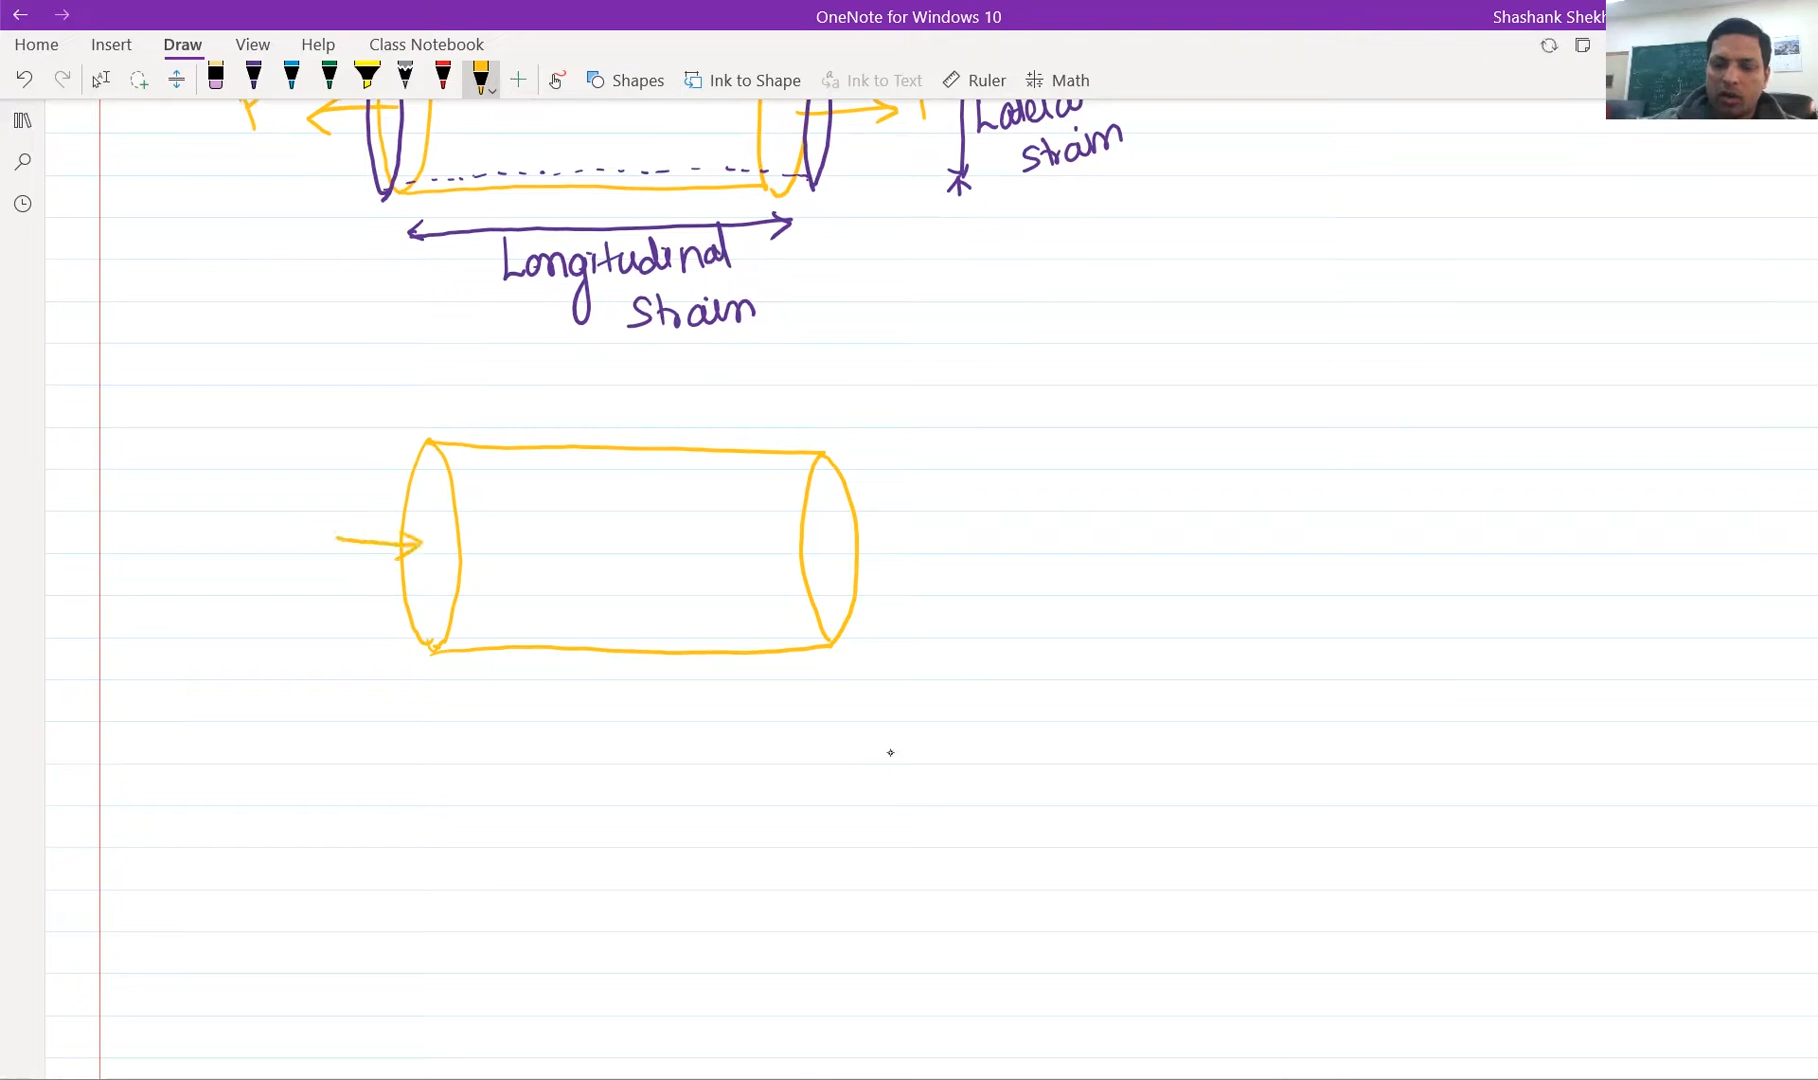 OneNote for Windows 10
Shashank Shekh
Home Insert Draw View Help Class Notebook
Shapes Ink to Shape Ink to Text Ruler Math
P
Lateral
strain
Longitudinal
strain